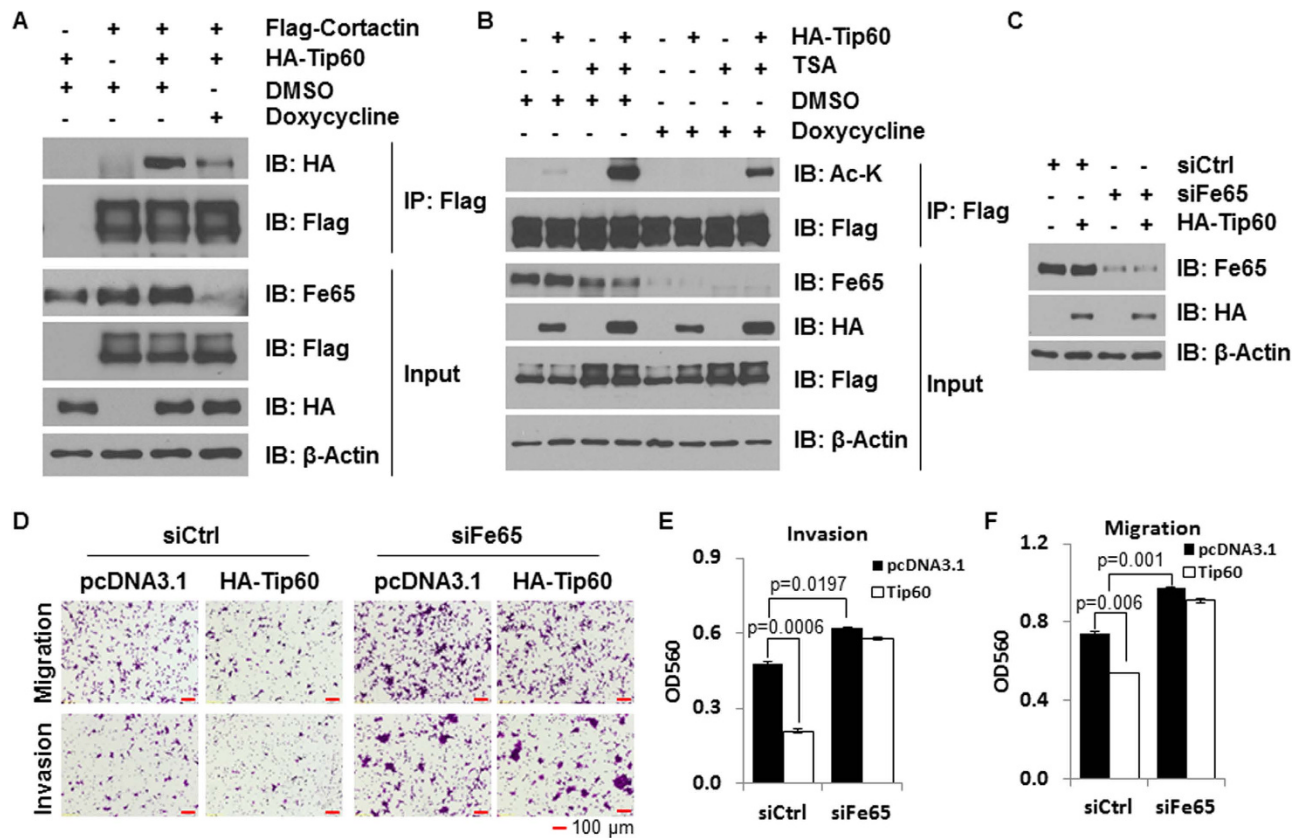 A
- + + + Flag-Cortactin
+ - + + HA-Tip60
+ + + - DMSO
- - - + Doxycycline
IB: HA
IB: Flag
IP: Flag
IB: Fe65
IB: Flag
IB: HA
IB: β-Actin
Input
B
- + - + - + - + HA-Tip60
- - + + - - + + TSA
+ + + + - - - - DMSO
- - - - + + + + Doxycycline
IB: Ac-K
IB: Flag
IP: Flag
IB: Fe65
IB: HA
IB: Flag
IB: β-Actin
Input
C
+ + - - siCtrl
- - + + siFe65
- + - + HA-Tip60
IB: Fe65
IB: HA
IB: β-Actin
D
siCtrl siFe65
pcDNA3.1 HA-Tip60 pcDNA3.1 HA-Tip60
Migration
Invasion
100 µm
E
Invasion
pcDNA3.1
Tip60
p=0.0197
p=0.0006
OD560
0.9
0.6
0.3
0.0
siCtrl siFe65
F
Migration
pcDNA3.1
Tip60
p=0.001
p=0.006
OD560
1.2
0.8
0.4
0.0
siCtrl siFe65